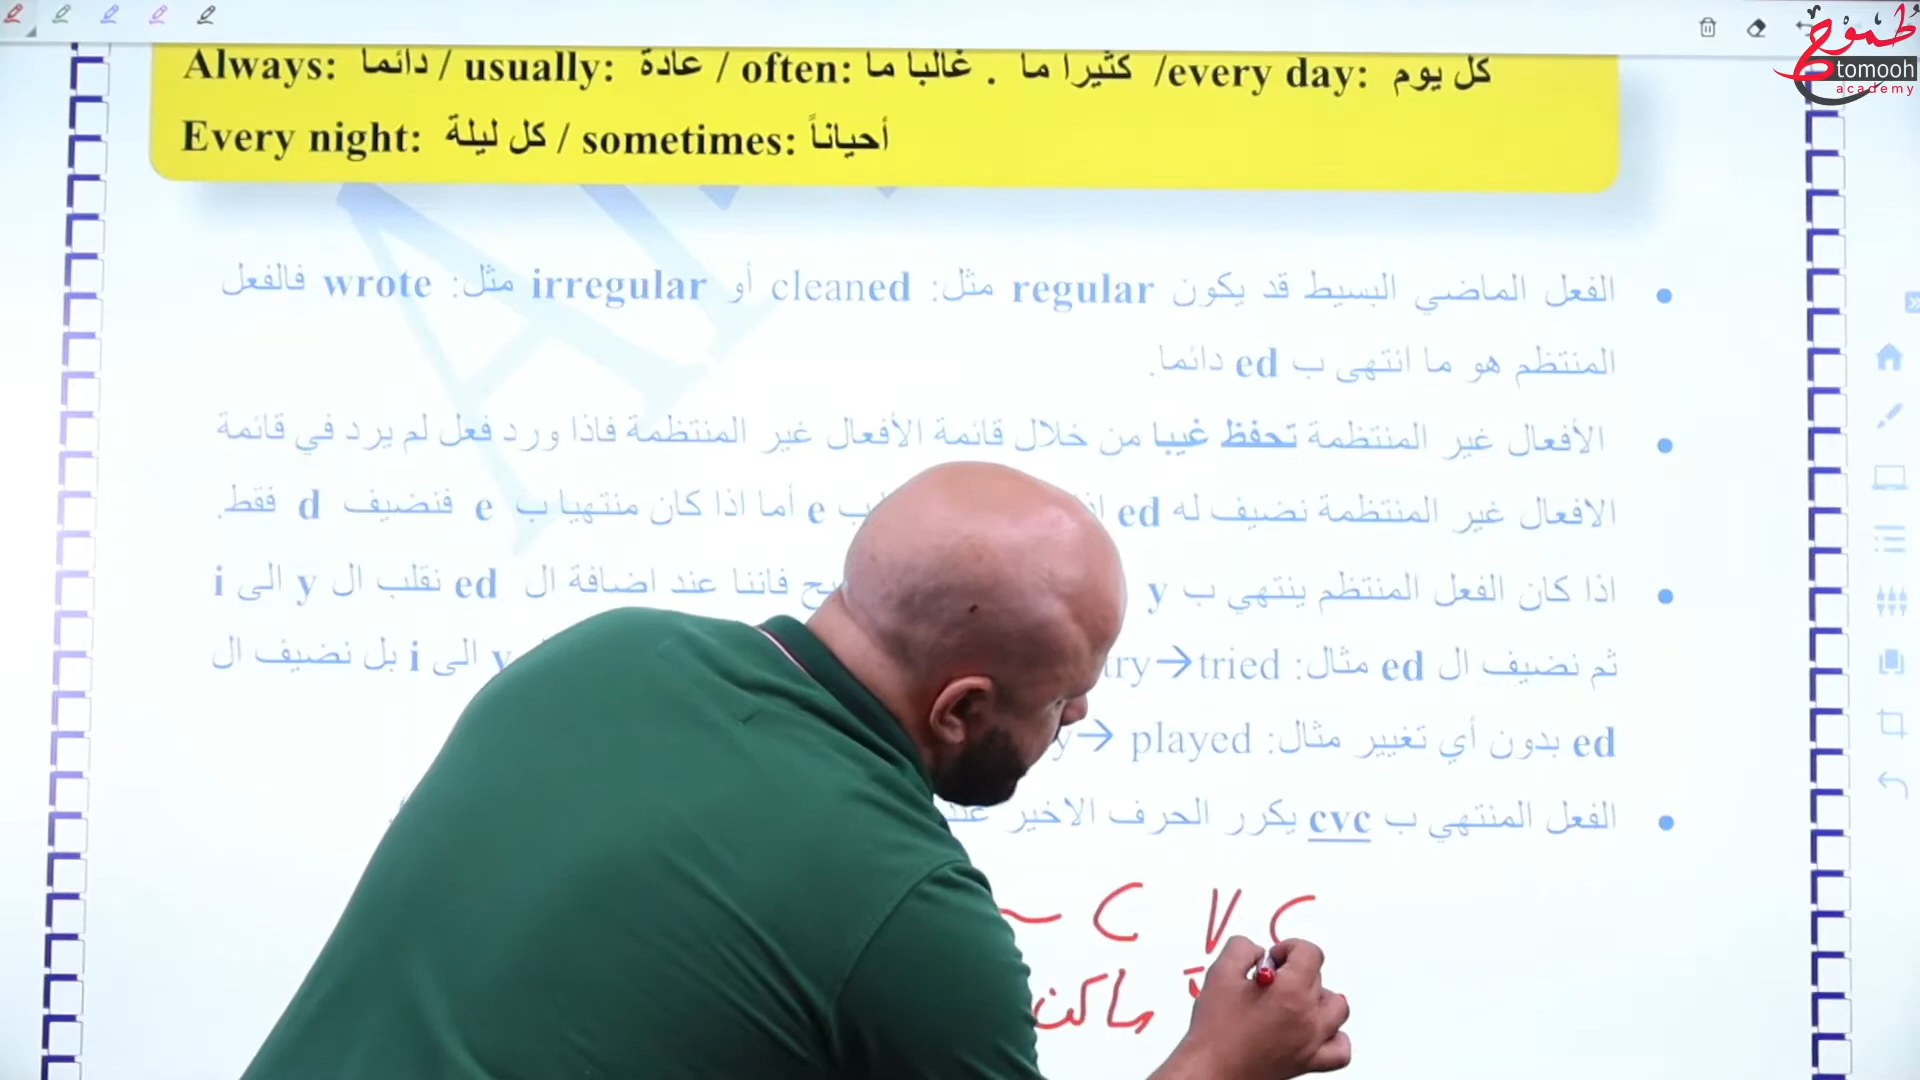 طموح
tomooh
academy
Always: دائما / usually: عادة / often: غالبا ما . كثيرا ما /every day: كل يوم
Every night: كل ليلة / sometimes: أحياناً
الفعل الماضي البسيط قد يكون regular مثل: cleaned أو irregular مثل: wrote فالفعل
المنتظم هو ما انتهى ب ed دائما.
الأفعال غير المنتظمة تحفظ غيبا من خلال قائمة الأفعال غير المنتظمة فاذا ورد فعل لم يرد في قائمة
الافعال غير المنتظمة نضيف له ed ب e أما اذا كان منتهيا ب e فنضيف d فقط.
اذا كان الفعل المنتظم ينتهي ب y فاننا عند اضافة ال ed نقلب ال y الى i
ثم نضيف ال ed مثال: try→tried y الى i بل نضيف ال
ed بدون أي تغيير مثال: → played
الفعل المنتهي ب cvc يكرر الحرف الاخير
C V C
ساكن